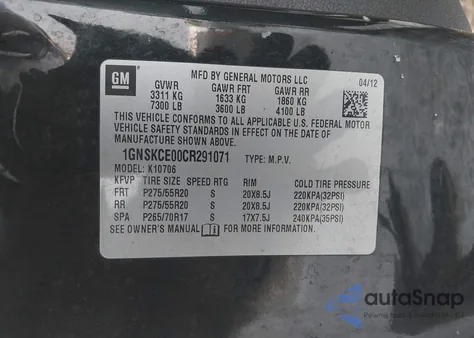 GM
MFD BY GENERAL MOTORS LLC
04/12
GVWR GAWR FRT GAWR RR
3311 KG 1633 KG 1860 KG
7300 LB 3600 LB 4100 LB
THIS VEHICLE CONFORMS TO ALL APPLICABLE U.S. FEDERAL MOTOR
VEHICLE SAFETY STANDARDS IN EFFECT ON THE DATE OF
MANUFACTURE SHOWN ABOVE.
1GNSKCE00CR291071 TYPE: M.P.V.
MODEL: K10706
KFVP TIRE SIZE SPEED RTG RIM COLD TIRE PRESSURE
FRT P275/55R20 S 20X8.5J 220KPA(32PSI)
RR P275/55R20 S 20X8.5J 220KPA(32PSI)
SPA P265/70R17 S 17X7.5J 240KPA(35PSI)
SEE OWNER'S MANUAL FOR MORE INFORMATION.
autoSnap